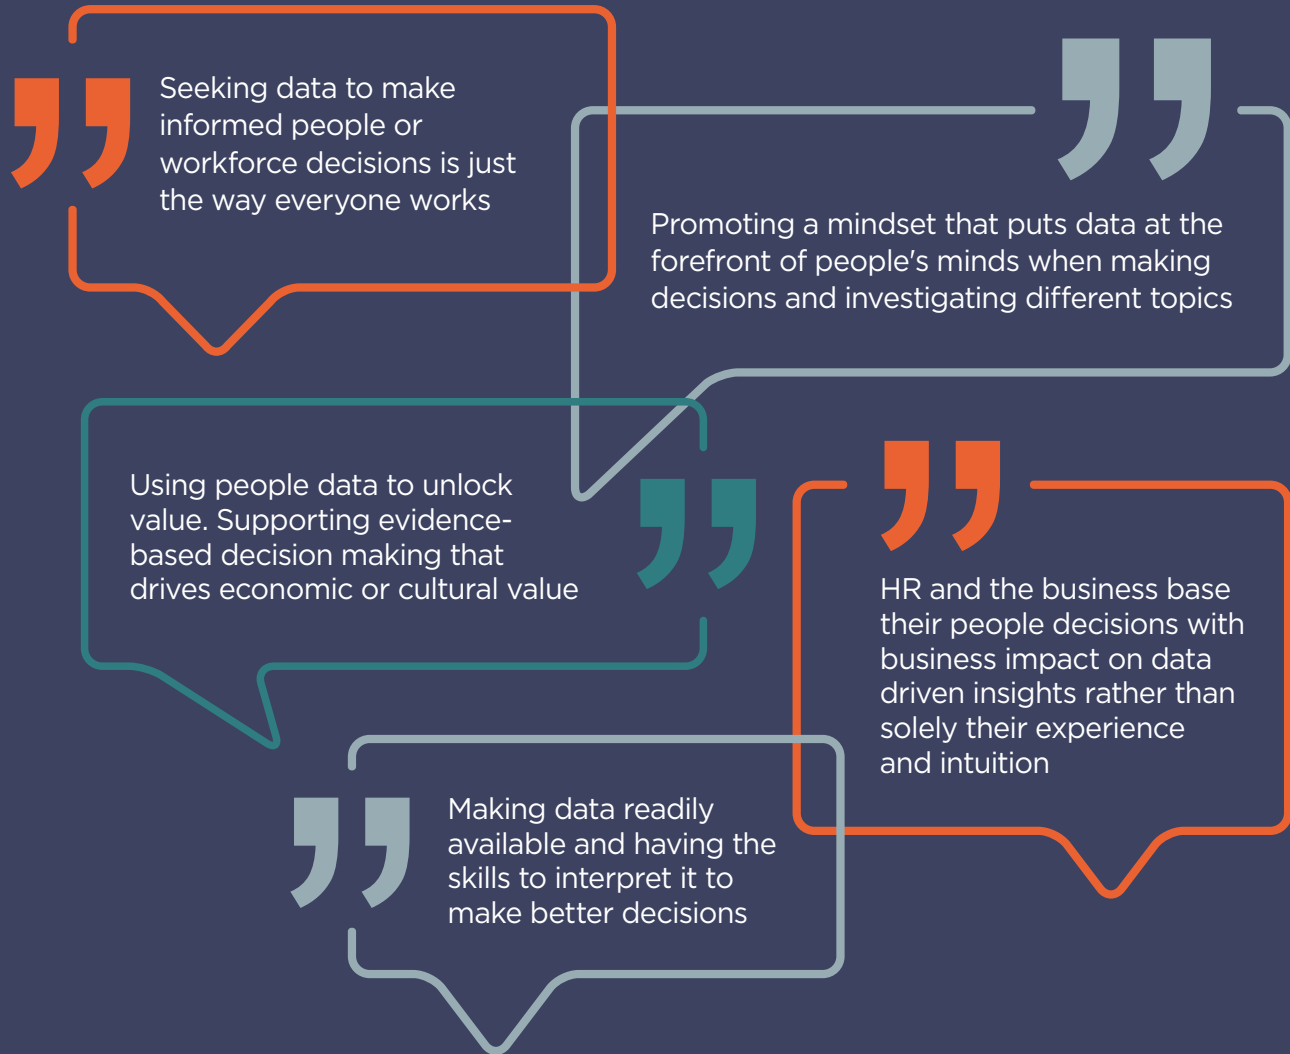 Seeking data to make
informed people or
workforce decisions is just
the way everyone works
Promoting a mindset that puts data at the
forefront of people's minds when making
decisions and investigating different topics
Using people data to unlock
value. Supporting evidence-
based decision making that
drives economic or cultural value
HR and the business base
their people decisions with
business impact on data
driven insights rather than
solely their experience
and intuition
Making data readily
available and having the
skills to interpret it to
make better decisions